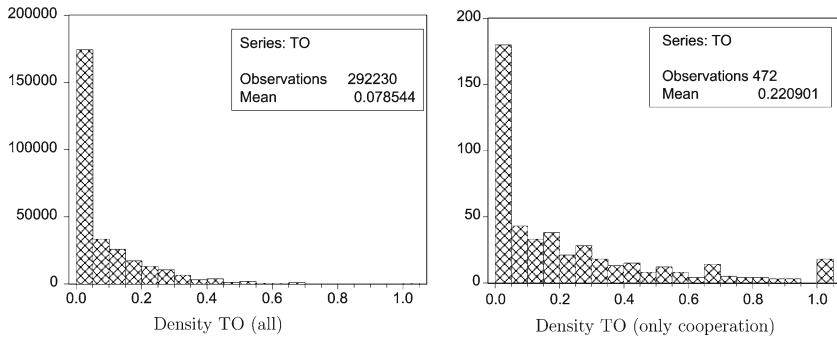 200000
150000
100000
50000
0
0.0 0.2 0.4 0.6 0.8 1.0
Series: TO
Observations 292230
Mean 0.078544
Density TO (all)
200
150
100
50
0
0.0 0.2 0.4 0.6 0.8 1.0
Series: TO
Observations 472
Mean 0.220901
Density TO (only cooperation)